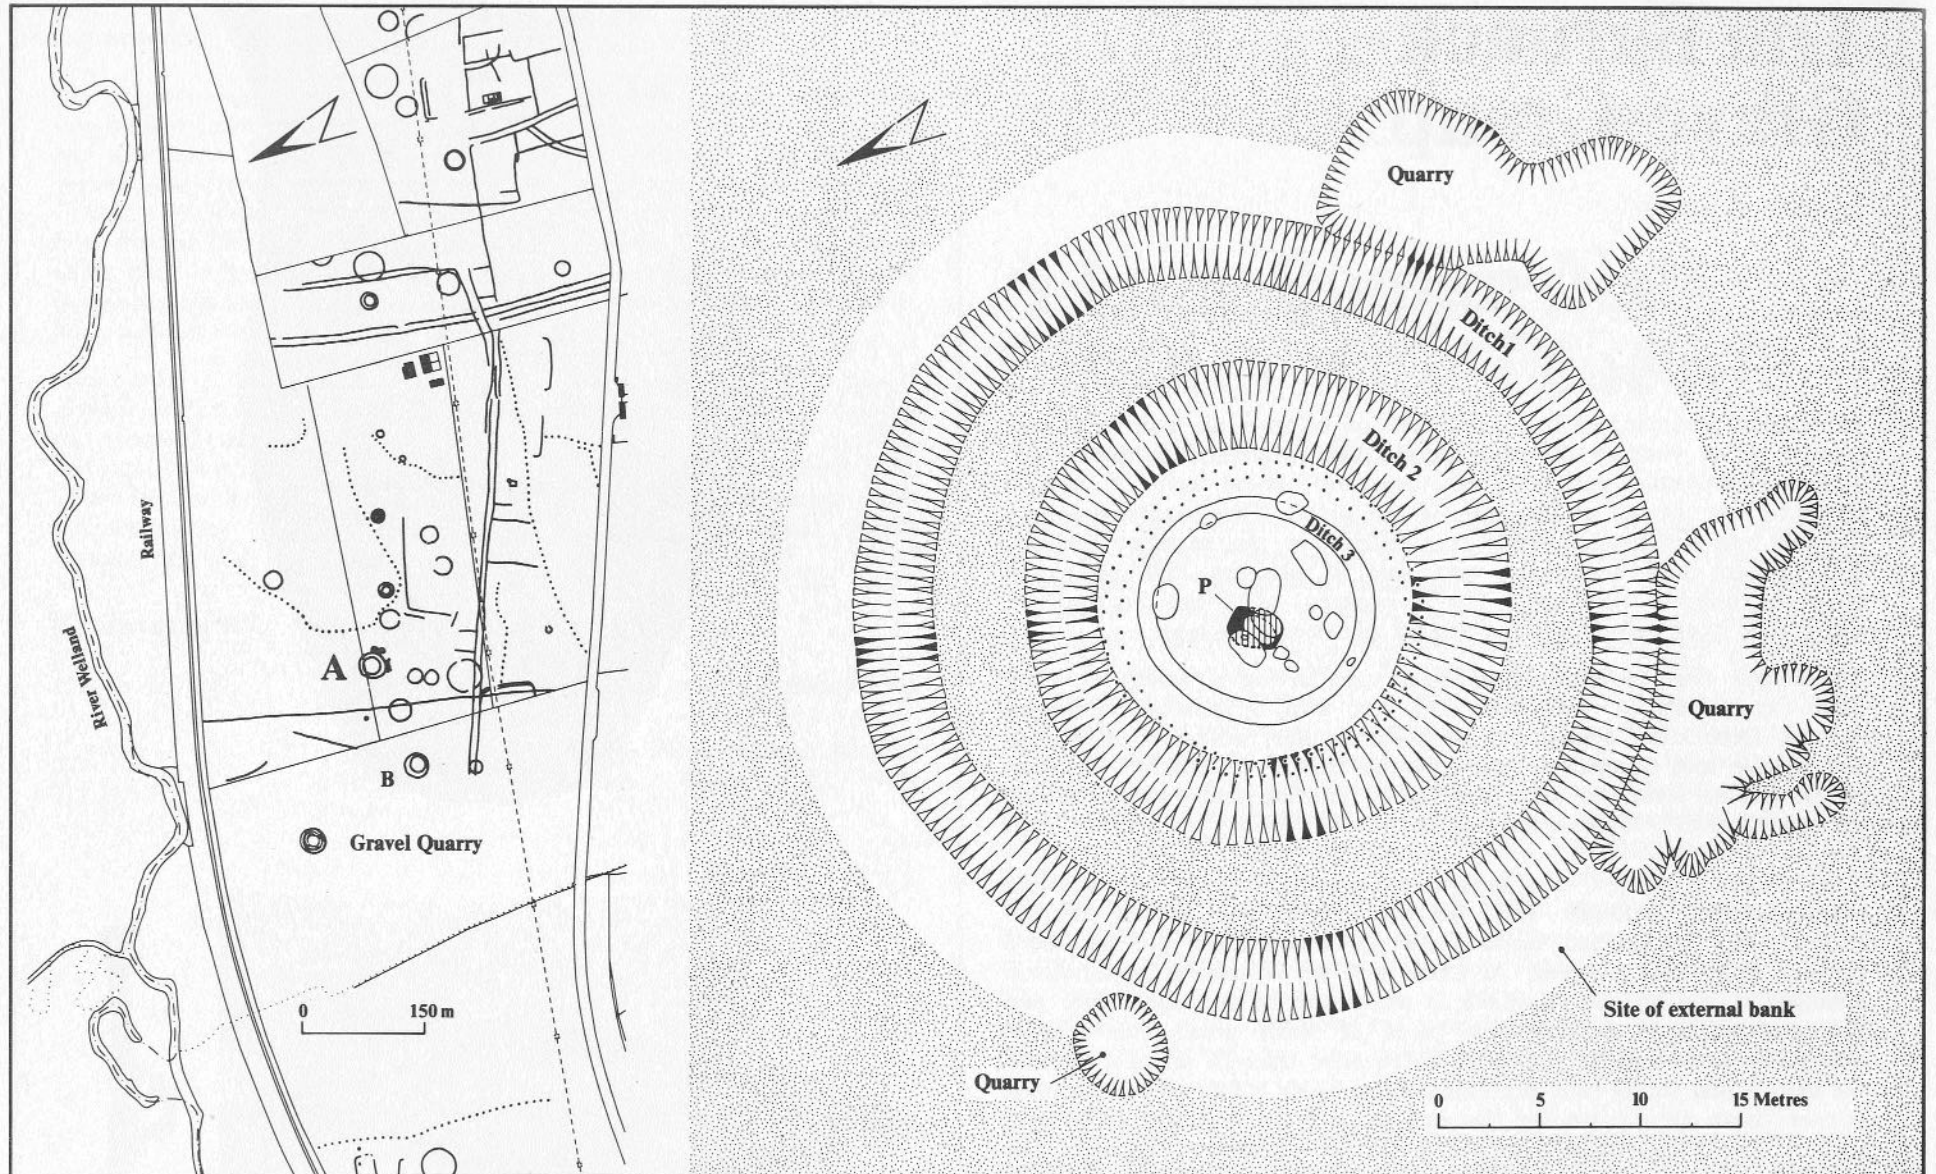 Railway
River Welland
A
B
Gravel Quarry
0 150 m
Quarry
Ditch1
Ditch 2
Ditch 3
P
Quarry
Site of external bank
Quarry
0 5 10 15 Metres